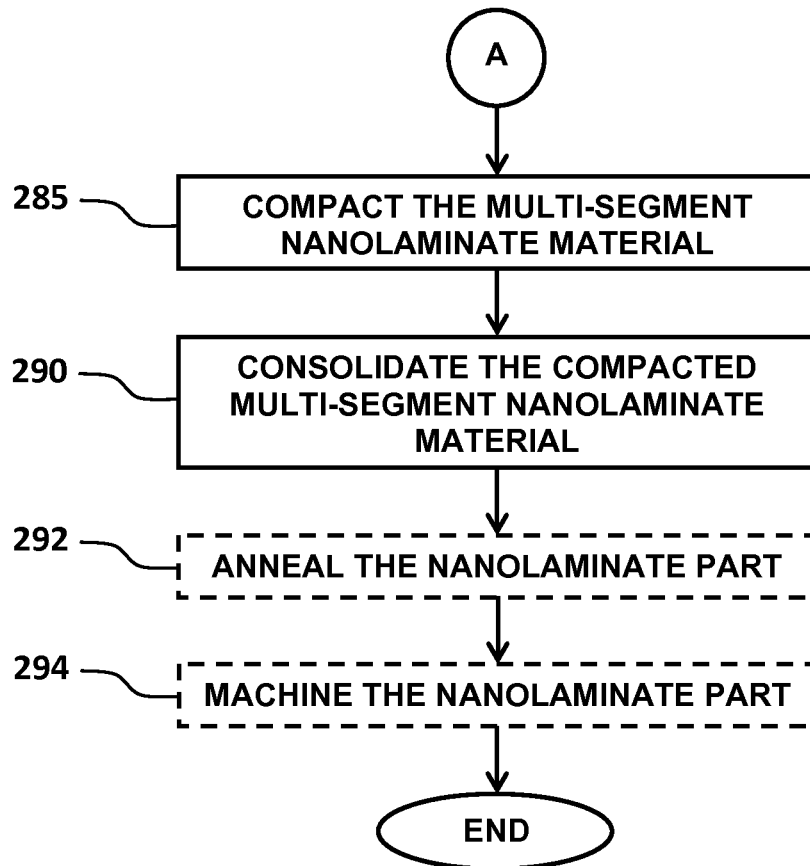 A
285
COMPACT THE MULTI-SEGMENT
NANOLAMINATE MATERIAL
290
CONSOLIDATE THE COMPACTED
MULTI-SEGMENT NANOLAMINATE
MATERIAL
292
ANNEAL THE NANOLAMINATE PART
294
MACHINE THE NANOLAMINATE PART
END